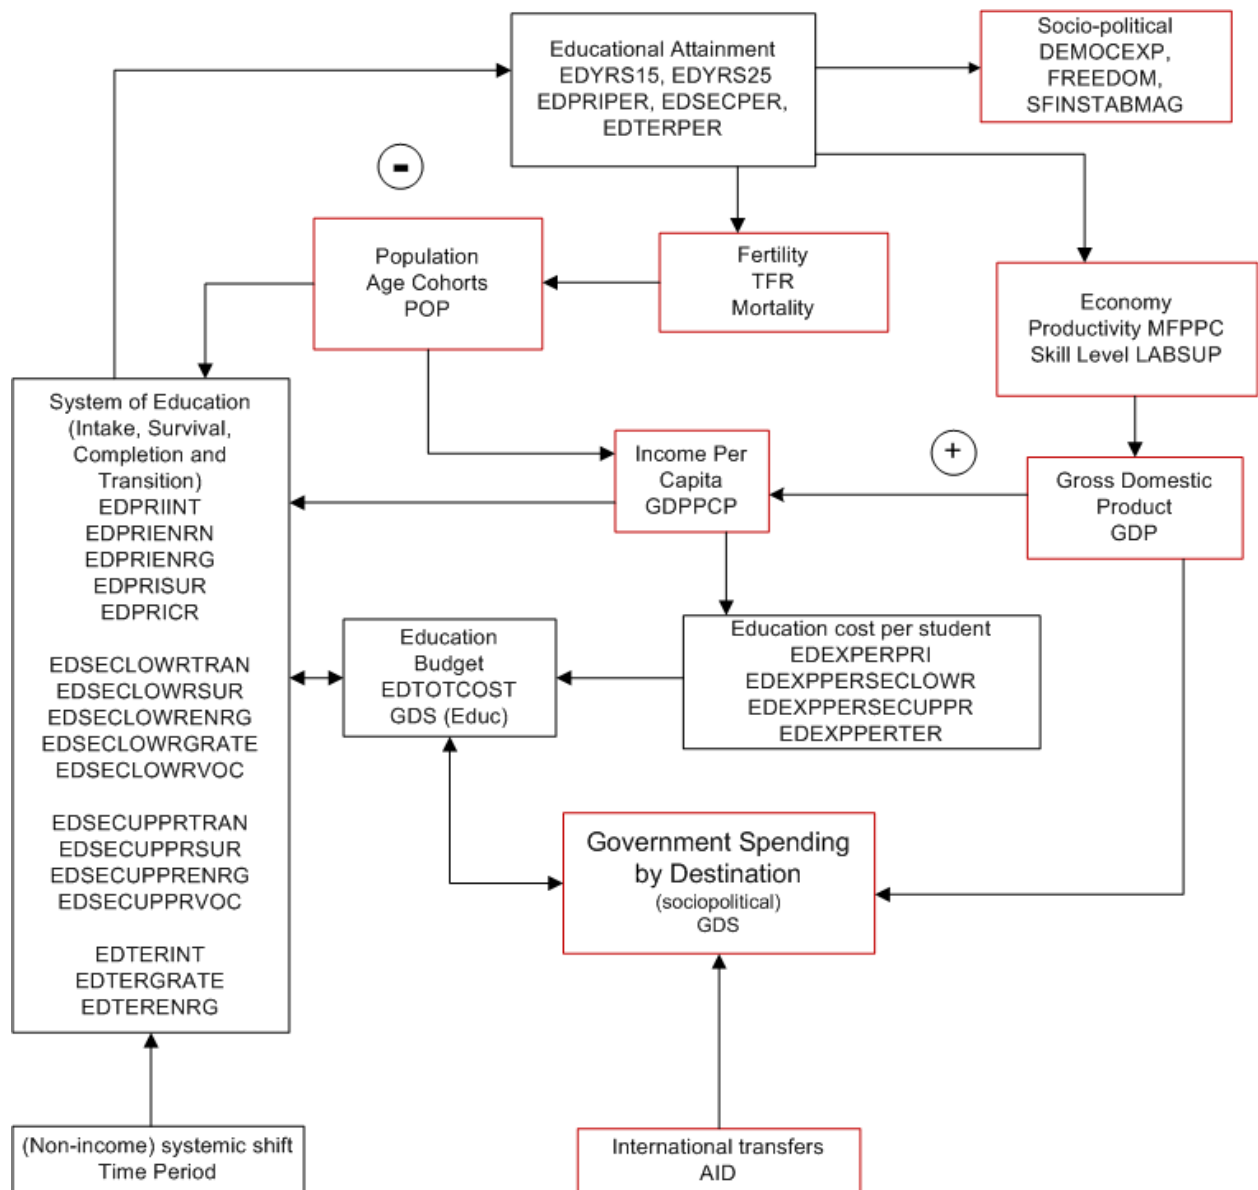 Educational Attainment
EDYRS15, EDYRS25
EDPRIPER, EDSECPER,
EDTERPER
Socio-political
DEMOCEXP,
FREEDOM,
SFINSTABMAG
-
Population
Age Cohorts
POP
Fertility
TFR
Mortality
Economy
Productivity MFPPC
Skill Level LABSUP
System of Education
(Intake, Survival,
Completion and
Transition)
EDPRIINT
EDPRIENRN
EDPRIENRG
EDPRISUR
EDPRICR
EDSECLOWRTRAN
EDSECLOWRSUR
EDSECLOWRENRG
EDSECLOWRGRATE
EDSECLOWRVOC
EDSECUPPRTRAN
EDSECUPPRSUR
EDSECUPPRENRG
EDSECUPPRVOC
EDTERINT
EDTERGRATE
EDTERENRG
Income Per
Capita
GDPPCP
+
Gross Domestic
Product
GDP
Education
Budget
EDTOTCOST
GDS (Educ)
Education cost per student
EDEXPERPRI
EDEXPPERSECLOWR
EDEXPPERSECUPPR
EDEXPPERTER
Government Spending
by Destination
(sociopolitical)
GDS
(Non-income) systemic shift
Time Period
International transfers
AID